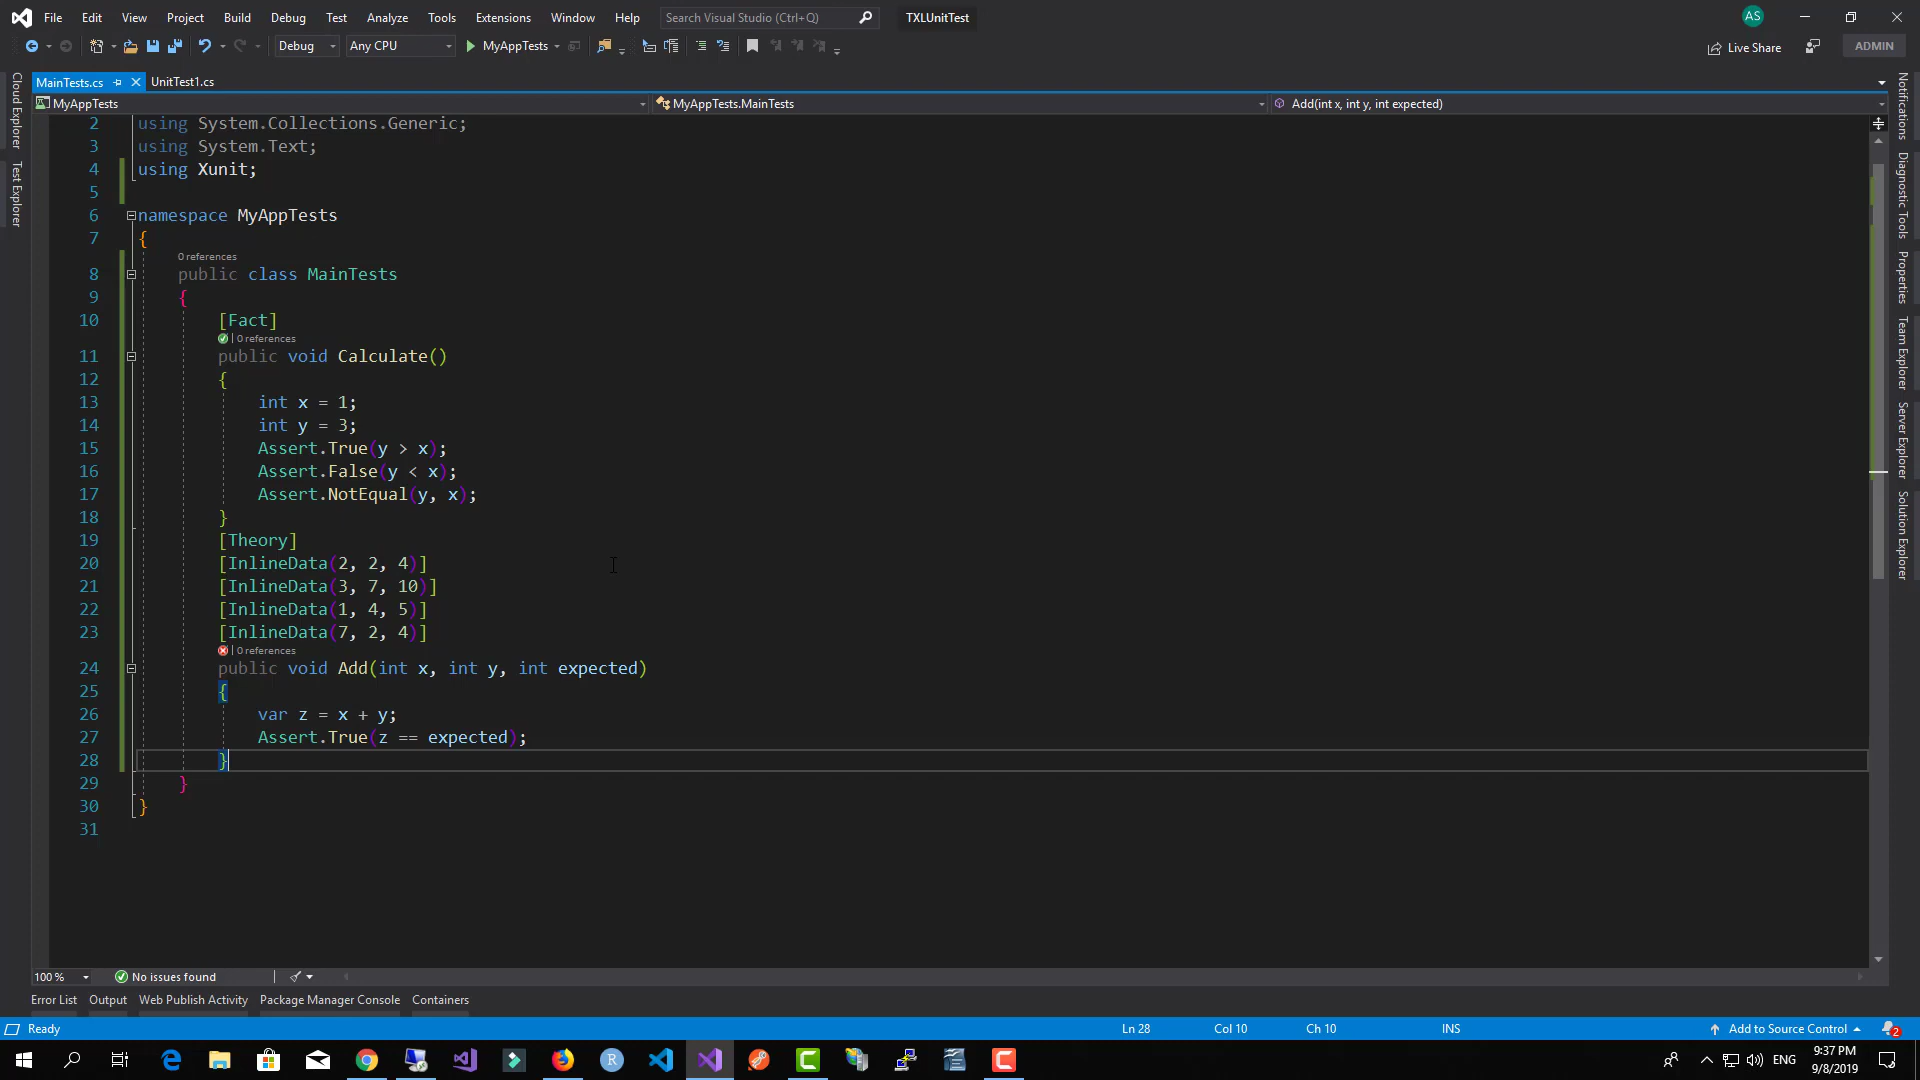 File Edit View Project Build Debug Test Analyze Tools Extensions Window Help Search Visual Studio (Ctrl+Q) TXLUnitTest AS
Debug Any CPU MyAppTests Live Share ADMIN
MainTests.cs UnitTest1.cs
MyAppTests MyAppTests.MainTests Add(int x, int y, int expected)
Cloud Explorer
Test Explorer
2 using System.Collections.Generic;
3 using System.Text;
4 using Xunit;
5
6 namespace MyAppTests
7 {
0 references
8 public class MainTests
9 {
10 [Fact]
0 references
11 public void Calculate()
12 {
13 int x = 1;
14 int y = 3;
15 Assert.True(y > x);
16 Assert.False(y < x);
17 Assert.NotEqual(y, x);
18 }
19 [Theory]
20 [InlineData(2, 2, 4)]
21 [InlineData(3, 7, 10)]
22 [InlineData(1, 4, 5)]
23 [InlineData(7, 2, 4)]
0 references
24 public void Add(int x, int y, int expected)
25 {
26 var z = x + y;
27 Assert.True(z == expected);
28 }
29 }
30 }
31
Notifications
Diagnostic Tools
Properties
Team Explorer
Server Explorer
Solution Explorer
100 % No issues found
Error List Output Web Publish Activity Package Manager Console Containers
Ready Ln 28 Col 10 Ch 10 INS Add to Source Control 2
R ENG 9:37 PM
9/8/2019